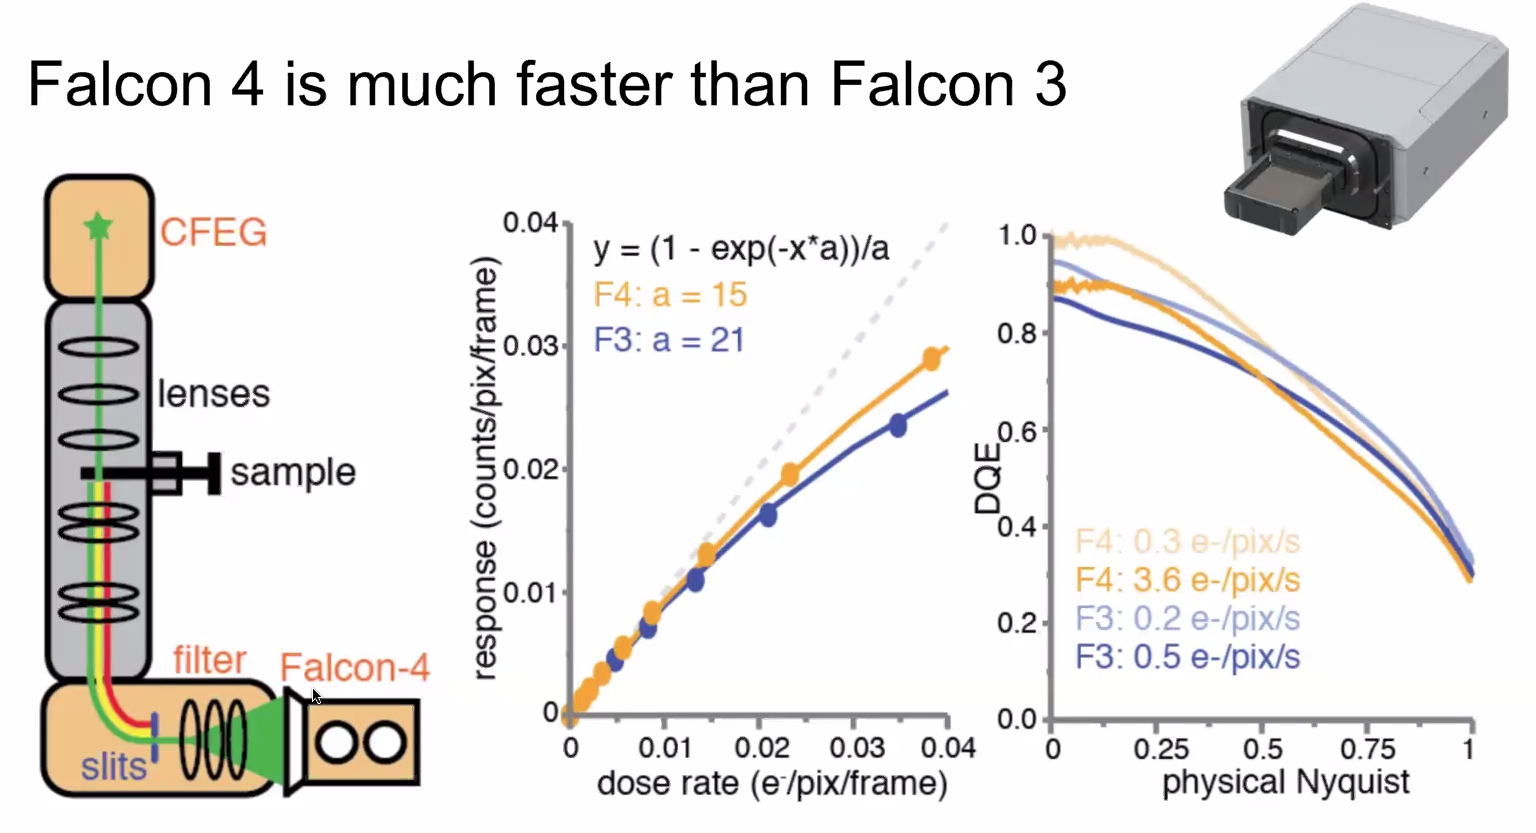 Falcon 4 is much faster than Falcon 3
CFEG
lenses
sample
filter
Falcon-4
slits
response (counts/pix/frame)
0.04
0.03
0.02
0.01
0
y = (1 - exp(-x*a))/a
F4: a = 15
F3: a = 21
0 0.01 0.02 0.03 0.04
dose rate (e⁻/pix/frame)
DQE
1.0
0.8
0.6
0.4
0.2
0.0
F4: 0.3 e-/pix/s
F4: 3.6 e-/pix/s
F3: 0.2 e-/pix/s
F3: 0.5 e-/pix/s
0 0.25 0.5 0.75 1
physical Nyquist